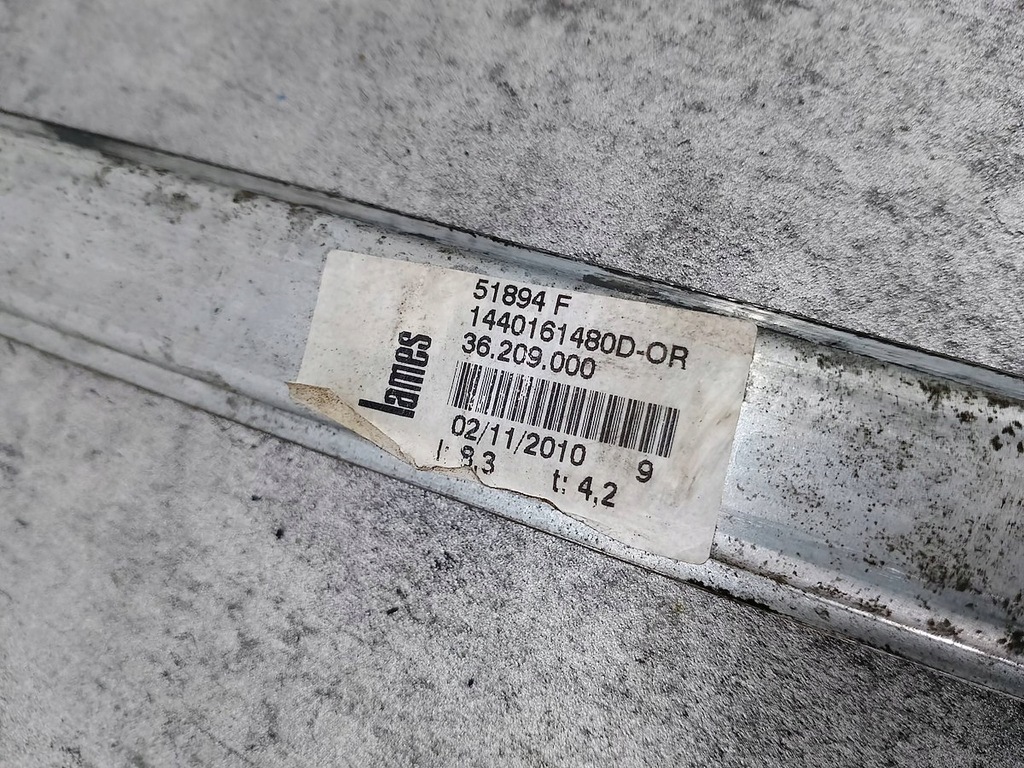 lames
51894 F
1440161480D-OR
36.209.000
02/11/2010 9
I: 8,3
t: 4,2